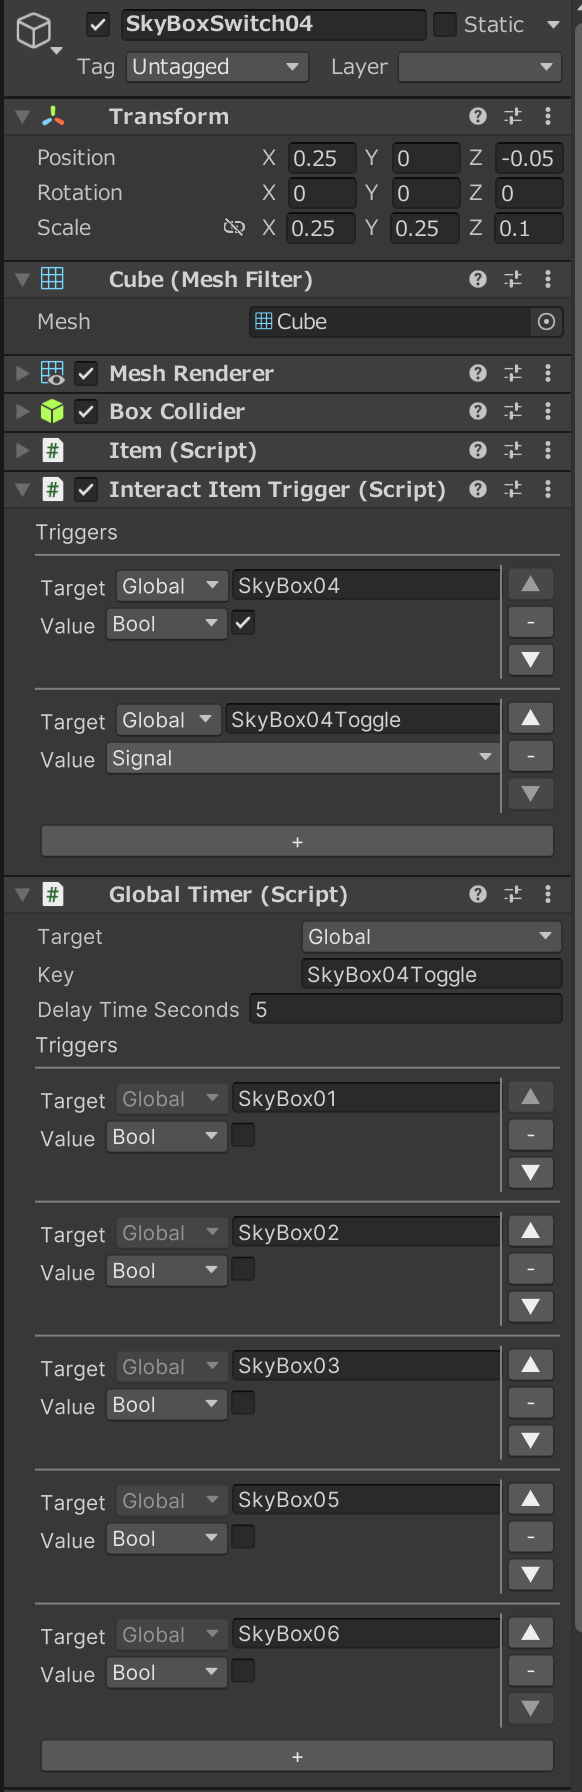 SkyBoxSwitch04 Static
Tag Untagged Layer
Transform
Position X 0.25 Y 0 Z -0.05
Rotation X 0 Y 0 Z 0
Scale X 0.25 Y 0.25 Z 0.1
Cube (Mesh Filter)
Mesh Cube
Mesh Renderer
Box Collider
# Item (Script)
# Interact Item Trigger (Script)
Triggers
Target Global SkyBox04
Value Bool
-
Target Global SkyBox04Toggle
Value Signal -
+
# Global Timer (Script)
Target Global
Key SkyBox04Toggle
Delay Time Seconds 5
Triggers
Target Global SkyBox01
Value Bool -
Target Global SkyBox02
Value Bool -
Target Global SkyBox03
Value Bool -
Target Global SkyBox05
Value Bool -
Target Global SkyBox06
Value Bool -
+